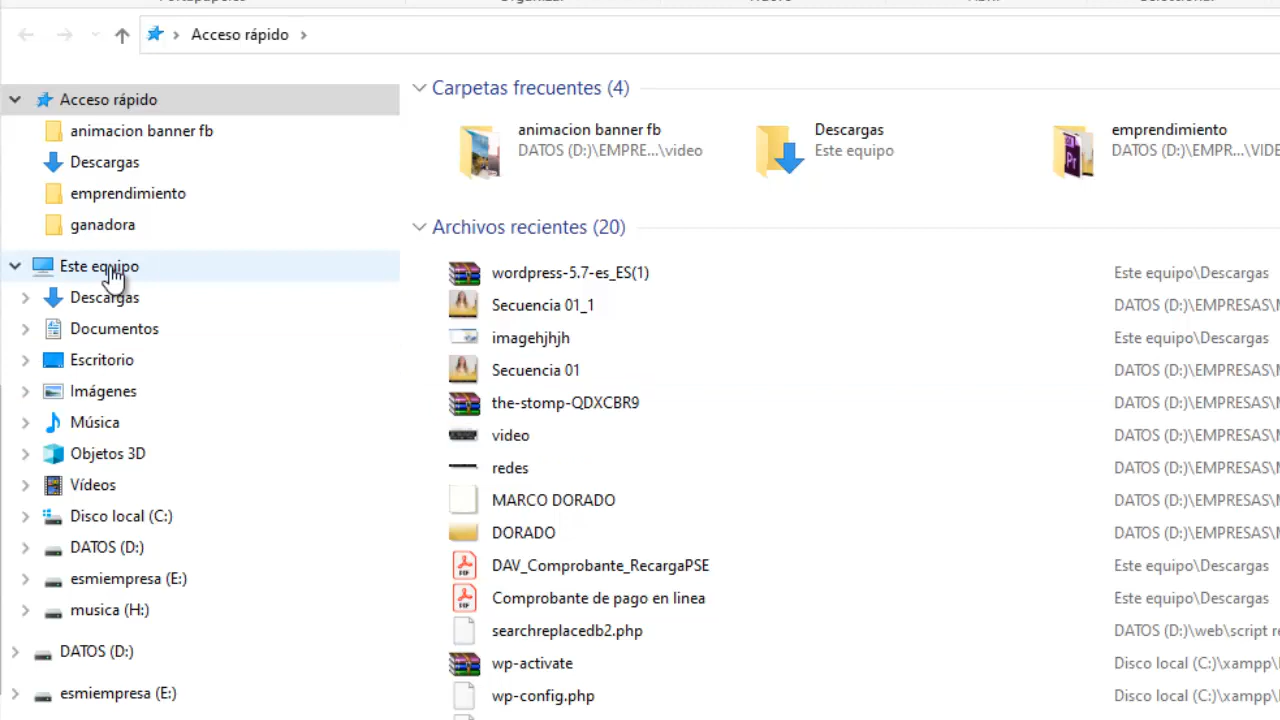 Acceso rápido
Acceso rápido
animacion banner fb
Descargas
emprendimiento
ganadora
Este equipo
Descargas
Documentos
Escritorio
Imágenes
Música
Objetos 3D
Vídeos
Disco local (C:)
DATOS (D:)
esmiempresa (E:)
musica (H:)
DATOS (D:)
esmiempresa (E:)
Carpetas frecuentes (4)
animacion banner fb
DATOS (D:)\EMPRE...\video
Descargas
Este equipo
emprendimiento
DATOS (D:)\EMPR...\VIDE
Archivos recientes (20)
wordpress-5.7-es_ES(1) Este equipo\Descargas
Secuencia 01_1 DATOS (D:)\EMPRESAS\
imagehjhjh Este equipo\Descargas
Secuencia 01 DATOS (D:)\EMPRESAS\
the-stomp-QDXCBR9 DATOS (D:)\EMPRESAS\
video DATOS (D:)\EMPRESAS\
redes DATOS (D:)\EMPRESAS\
MARCO DORADO DATOS (D:)\EMPRESAS\
DORADO DATOS (D:)\EMPRESAS\
DAV_Comprobante_RecargaPSE Este equipo\Descargas
Comprobante de pago en linea Este equipo\Descargas
searchreplacedb2.php DATOS (D:)\web\script re
wp-activate Disco local (C:)\xampp\
wp-config.php Disco local (C:)\xampp\